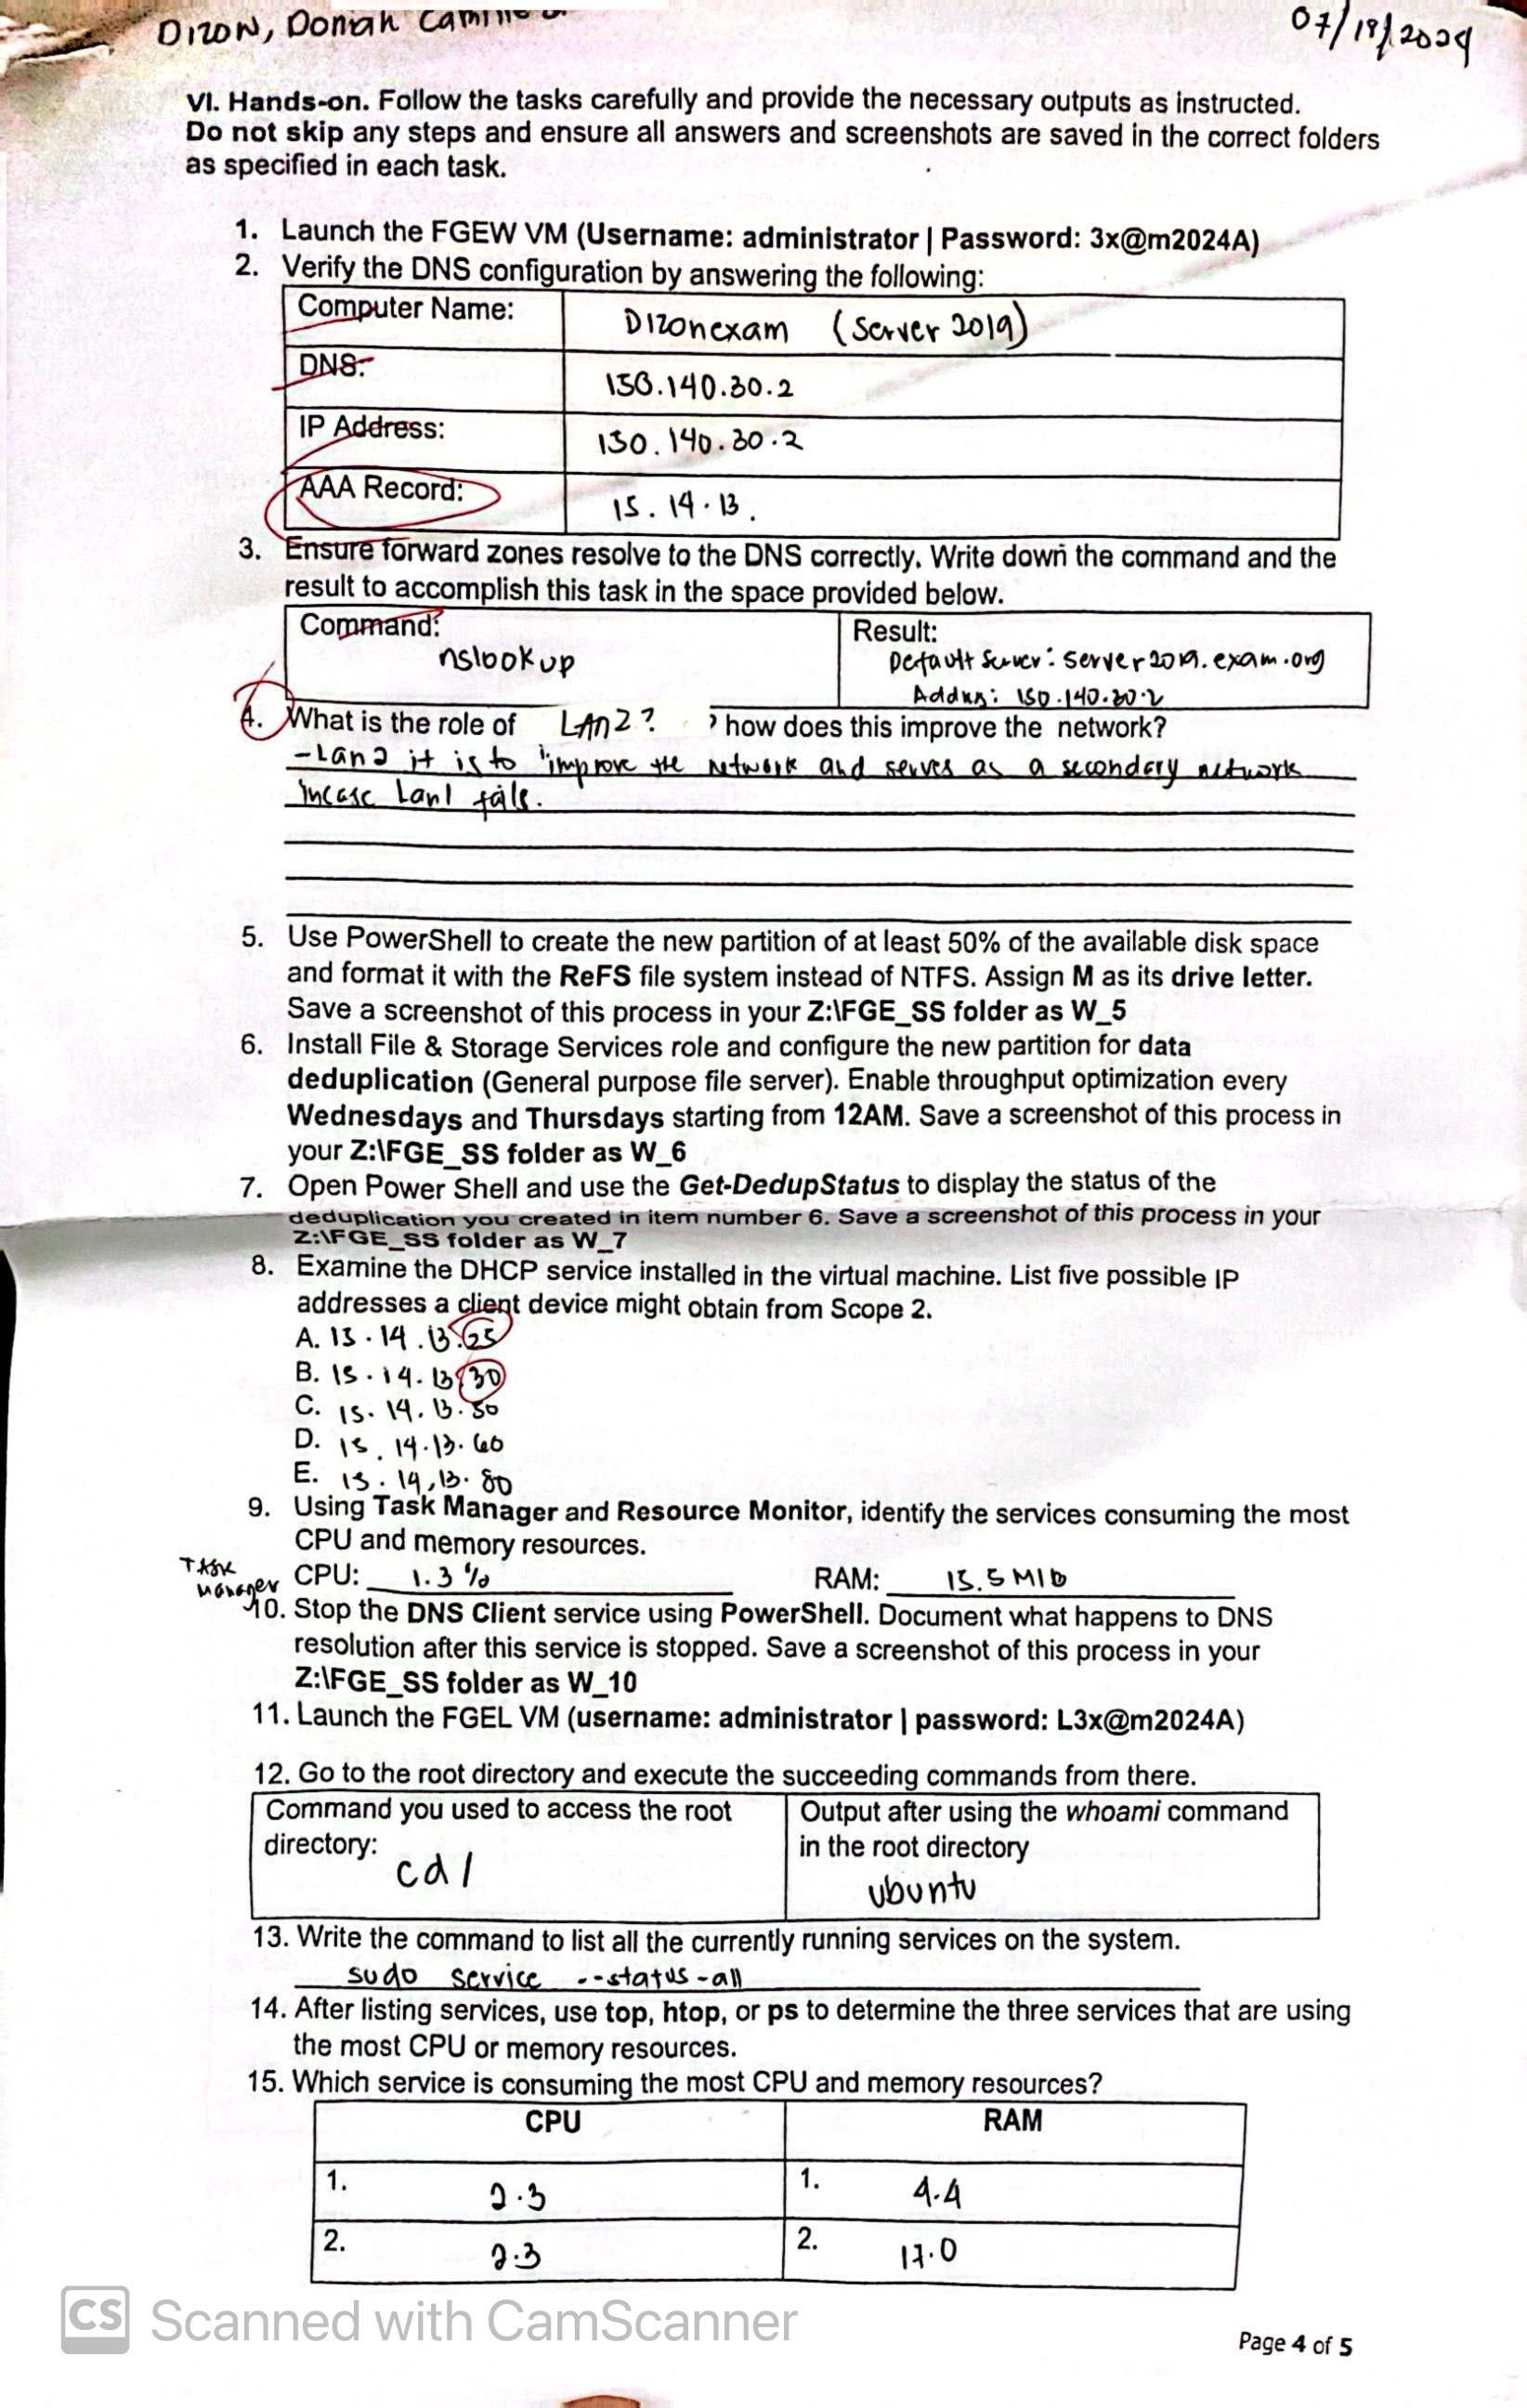 Dizon, Donah Camille
07/19/2024
VI. Hands-on. Follow the tasks carefully and provide the necessary outputs as instructed.
Do not skip any steps and ensure all answers and screenshots are saved in the correct folders
as specified in each task.
1. Launch the FGEW VM (Username: administrator | Password: 3x@m2024A)
2. Verify the DNS configuration by answering the following:
Computer Name: Dizonexam (Server 2019)
DNS: 150.140.30.2
IP Address: 150.140.30.2
AAA Record: 15.14.13.
3. Ensure forward zones resolve to the DNS correctly. Write down the command and the
result to accomplish this task in the space provided below.
Command: Result:
nslookup Default Server: server2019.exam.org
Address: 150.140.30.2
4. What is the role of LAN2? ? how does this improve the network?
-Lan2 it is to improve the network and serves as a secondary network
incase Lan1 fails.
5. Use PowerShell to create the new partition of at least 50% of the available disk space
and format it with the ReFS file system instead of NTFS. Assign M as its drive letter.
Save a screenshot of this process in your Z:\FGE_SS folder as W_5
6. Install File & Storage Services role and configure the new partition for data
deduplication (General purpose file server). Enable throughput optimization every
Wednesdays and Thursdays starting from 12AM. Save a screenshot of this process in
your Z:\FGE_SS folder as W_6
7. Open Power Shell and use the Get-DedupStatus to display the status of the
deduplication you created in item number 6. Save a screenshot of this process in your
Z:\FGE_SS folder as W_7
8. Examine the DHCP service installed in the virtual machine. List five possible IP
addresses a client device might obtain from Scope 2.
A. 15.14.13.25
B. 15.14.13.30
C. 15.14.13.50
D. 15.14.13.60
E. 15.14,13.80
9. Using Task Manager and Resource Monitor, identify the services consuming the most
CPU and memory resources.
Task
Manager CPU: 1.3 % RAM: 15.5 MIB
10. Stop the DNS Client service using PowerShell. Document what happens to DNS
resolution after this service is stopped. Save a screenshot of this process in your
Z:\FGE_SS folder as W_10
11. Launch the FGEL VM (username: administrator | password: L3x@m2024A)
12. Go to the root directory and execute the succeeding commands from there.
Command you used to access the root Output after using the whoami command
directory: in the root directory
cd / ubuntu
13. Write the command to list all the currently running services on the system.
sudo service --status-all
14. After listing services, use top, htop, or ps to determine the three services that are using
the most CPU or memory resources.
15. Which service is consuming the most CPU and memory resources?
CPU RAM
1. 2.3 1. 4.4
2. 2.3 2. 17.0
CS Scanned with CamScanner
Page 4 of 5